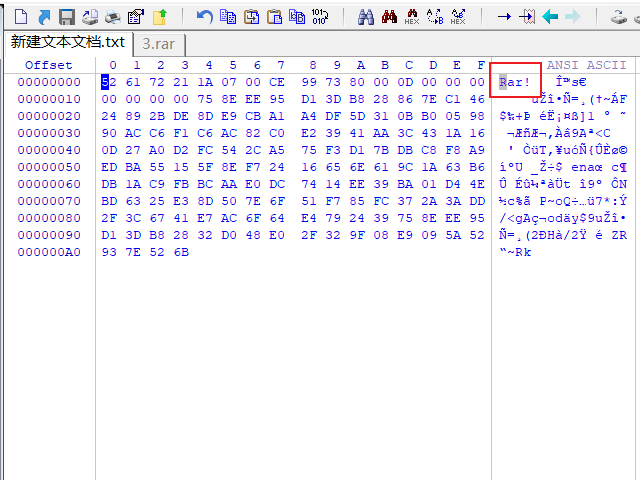 新建文本文档.txt 3.rar
Offset 0 1 2 3 4 5 6 7 8 9 A B C D E F ANSI ASCII
00000000 52 61 72 21 1A 07 00 CE 99 73 80 00 0D 00 00 00 Rar! Î™s€
00000010 00 00 00 00 75 8E EE 95 D1 3D B8 28 86 7E C1 46 uŽî•Ñ=¸(†~ÁF
00000020 24 89 2B DE 8D E9 CB A1 A4 DF 5D 31 0B B0 05 98 $‰+Þ éË¡¤ß]1 ° ˜
00000030 90 AC C6 F1 C6 AC 82 C0 E2 39 41 AA 3C 43 1A 16 ¬ÆñÆ¬‚Àâ9Aª<C
00000040 0D 27 A0 D2 FC 54 2C A5 75 F3 D1 7B DB C8 F8 A9 ' ÒüT,¥uóÑ{ÛÈø©
00000050 ED BA 55 15 5F 8E F7 24 16 65 6E 61 9C 1A 63 B6 íºU _Ž÷$ enaœ c¶
00000060 DB 1A C9 FB BC AA E0 DC 74 14 EE 39 BA 01 D4 4E Û Éû¼ªàÜt î9º ÔN
00000070 BD 63 25 E3 8D 50 7E 6F 51 F7 85 FC 37 2A 3A DD ½c%ã P~oQ÷…ü7*:Ý
00000080 2F 3C 67 41 E7 AC 6F 64 E4 79 24 39 75 8E EE 95 /<gAç¬odäy$9uŽî•
00000090 D1 3D B8 28 32 D0 48 E0 2F 32 9F 08 E9 09 5A 52 Ñ=¸(2ÐHà/2Ÿ é ZR
000000A0 93 7E 52 6B “~Rk